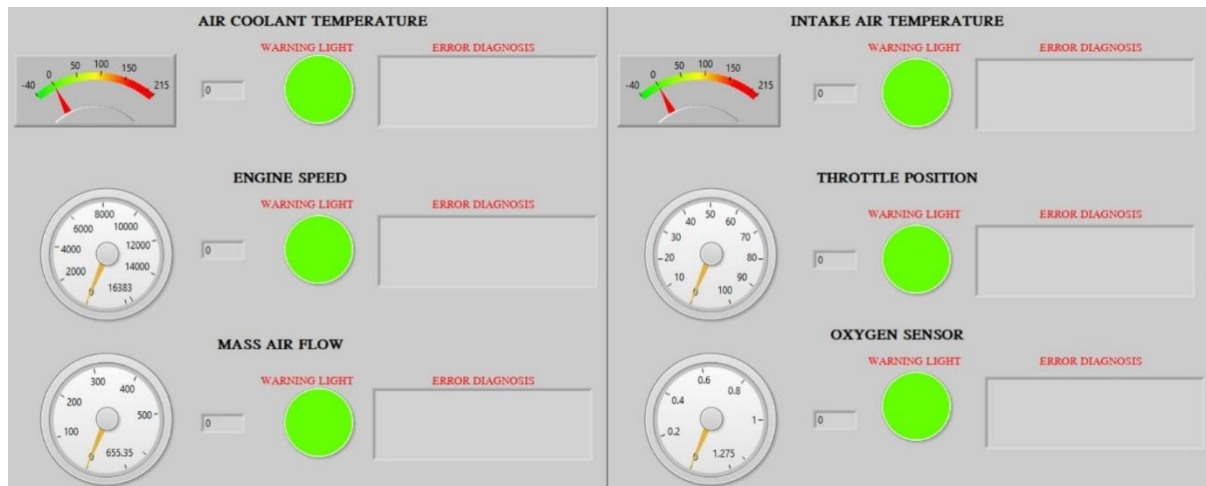 AIR COOLANT TEMPERATURE
WARNING LIGHT ERROR DIAGNOSIS
-40 0 50 100 150 215
0
ENGINE SPEED
WARNING LIGHT ERROR DIAGNOSIS
0 2000 4000 6000 8000 10000 12000 14000 16383
0
MASS AIR FLOW
WARNING LIGHT ERROR DIAGNOSIS
0 100 200 300 400 500 655.35
0
INTAKE AIR TEMPERATURE
WARNING LIGHT ERROR DIAGNOSIS
-40 0 50 100 150 215
0
THROTTLE POSITION
WARNING LIGHT ERROR DIAGNOSIS
0 10 20 30 40 50 60 70 80 90 100
0
OXYGEN SENSOR
WARNING LIGHT ERROR DIAGNOSIS
0 0.2 0.4 0.6 0.8 1 1.275
0